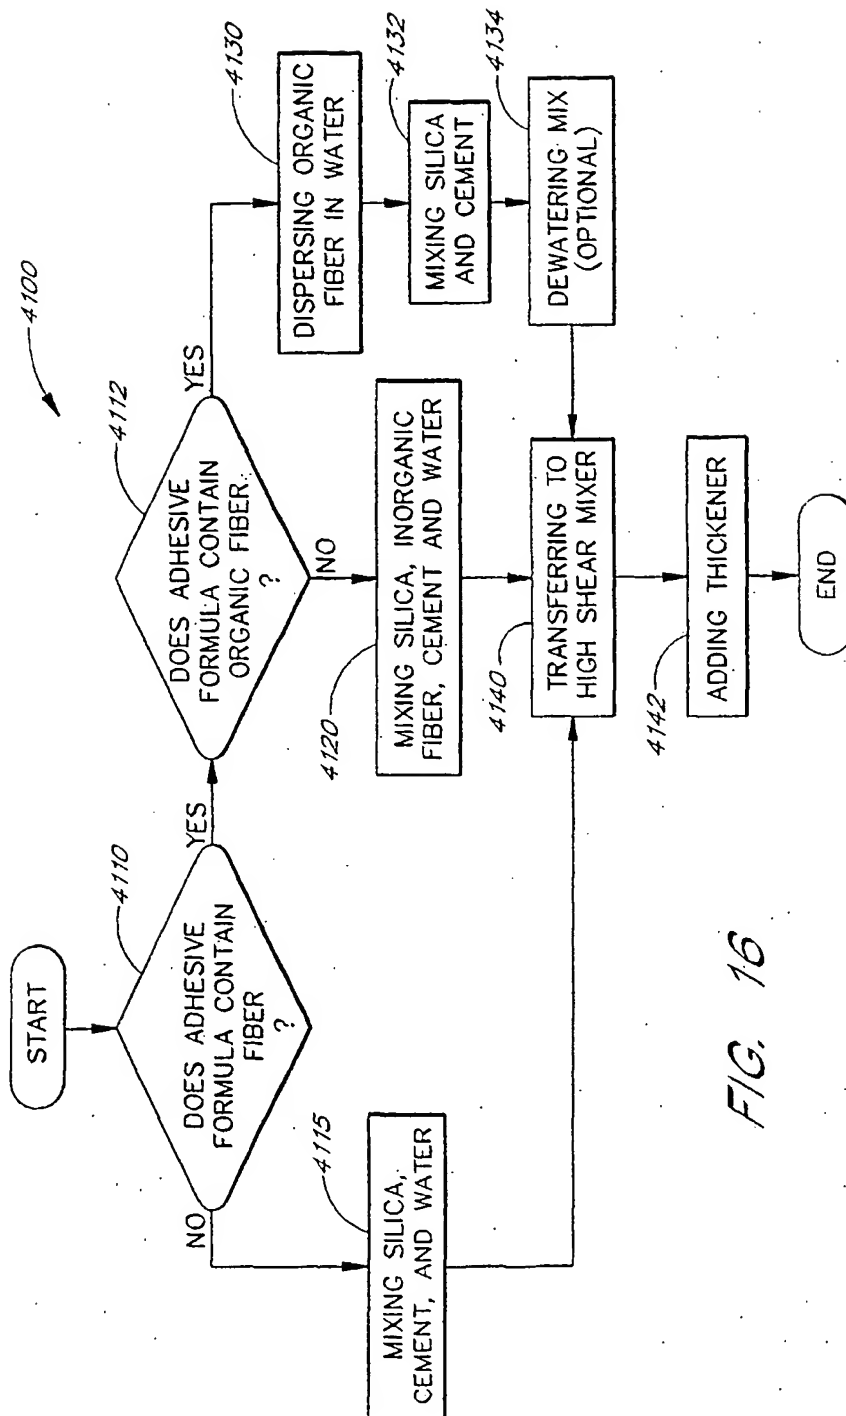 4100
START
4110
DOES ADHESIVE
FORMULA CONTAIN
FIBER
?
YES
NO
4112
DOES ADHESIVE
FORMULA CONTAIN
ORGANIC FIBER
?
YES
NO
4115
MIXING SILICA,
CEMENT, AND WATER
4120
MIXING SILICA, INORGANIC
FIBER, CEMENT AND WATER
4130
DISPERSING ORGANIC
FIBER IN WATER
4132
MIXING SILICA
AND CEMENT
4134
DEWATERING MIX
(OPTIONAL)
4140
TRANSFERRING TO
HIGH SHEAR MIXER
4142
ADDING THICKENER
END
FIG. 16